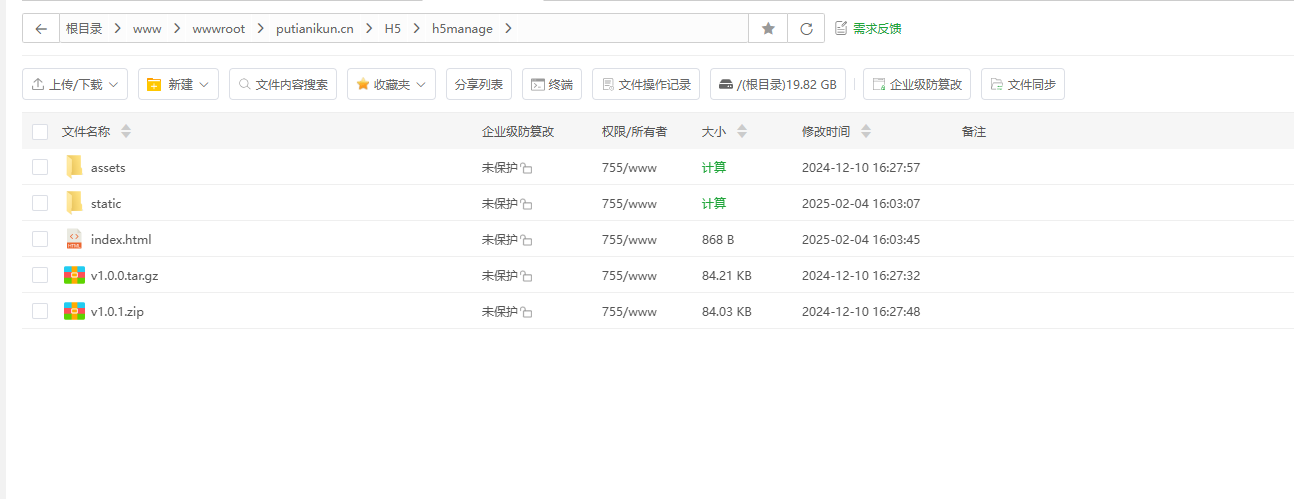 根目录 www wwwroot putianikun.cn H5 h5manage 需求反馈
上传/下载 新建 文件内容搜索 收藏夹 分享列表 终端 文件操作记录 /(根目录)19.82 GB 企业级防篡改 文件同步
文件名称 企业级防篡改 权限/所有者 大小 修改时间 备注
assets 未保护 755/www 计算 2024-12-10 16:27:57
static 未保护 755/www 计算 2025-02-04 16:03:07
index.html 未保护 755/www 868 B 2025-02-04 16:03:45
v1.0.0.tar.gz 未保护 755/www 84.21 KB 2024-12-10 16:27:32
v1.0.1.zip 未保护 755/www 84.03 KB 2024-12-10 16:27:48